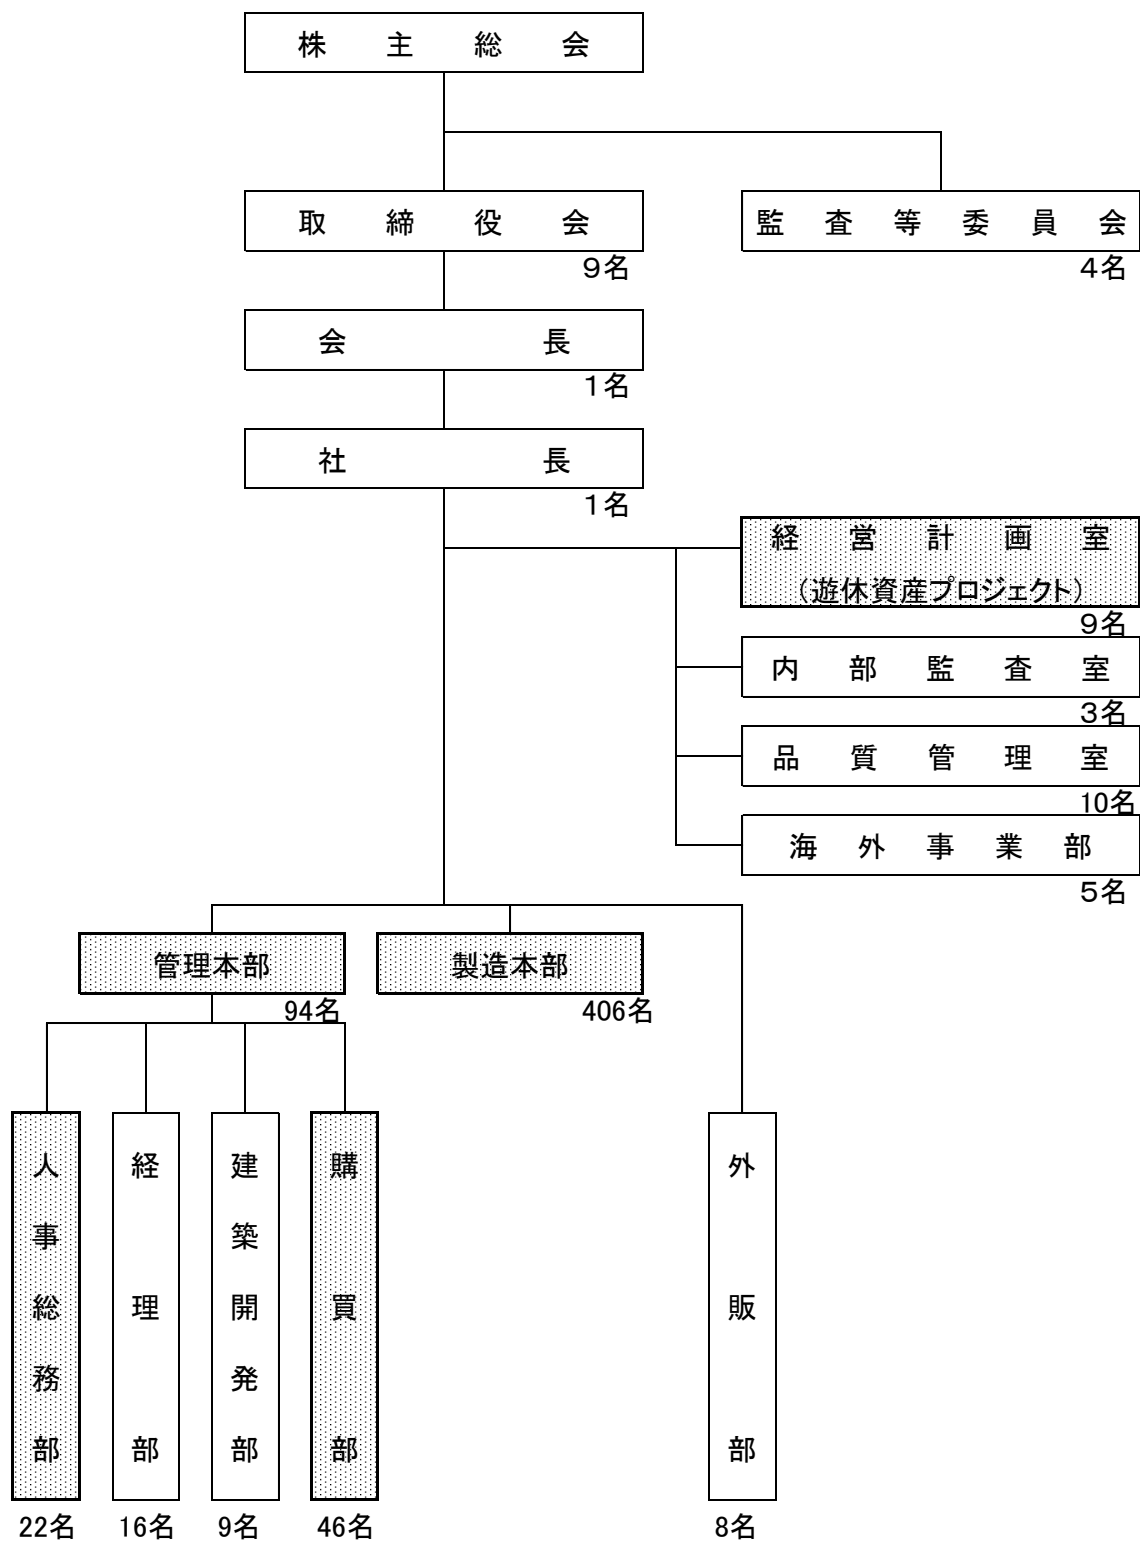 株主総会
取締役会
監査等委員会
９名
４名
会長
１名
社長
１名
経営計画室
（遊休資産プロジェクト）
９名
内部監査室
３名
品質管理室
10名
海外事業部
５名
管理本部
製造本部
94名
406名
人事総務部
経理部
建築開発部
購買部
外販部
22名
16名
9名
46名
8名